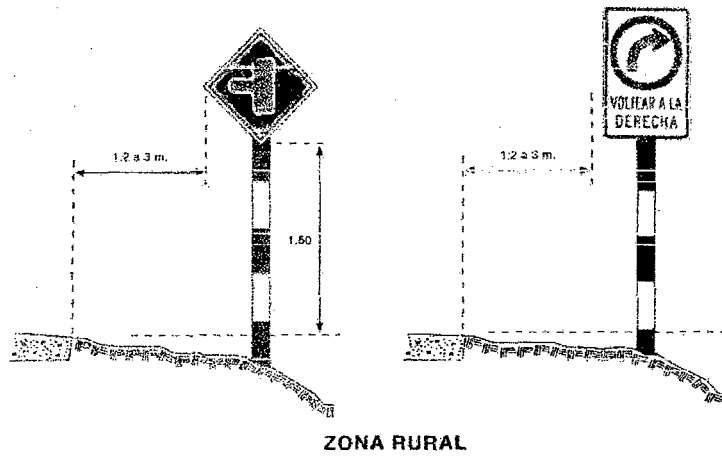 1.2 a 3 m.
1.50
1.2 a 3 m.
VOLTEAR A LA
DERECHA
ZONA RURAL